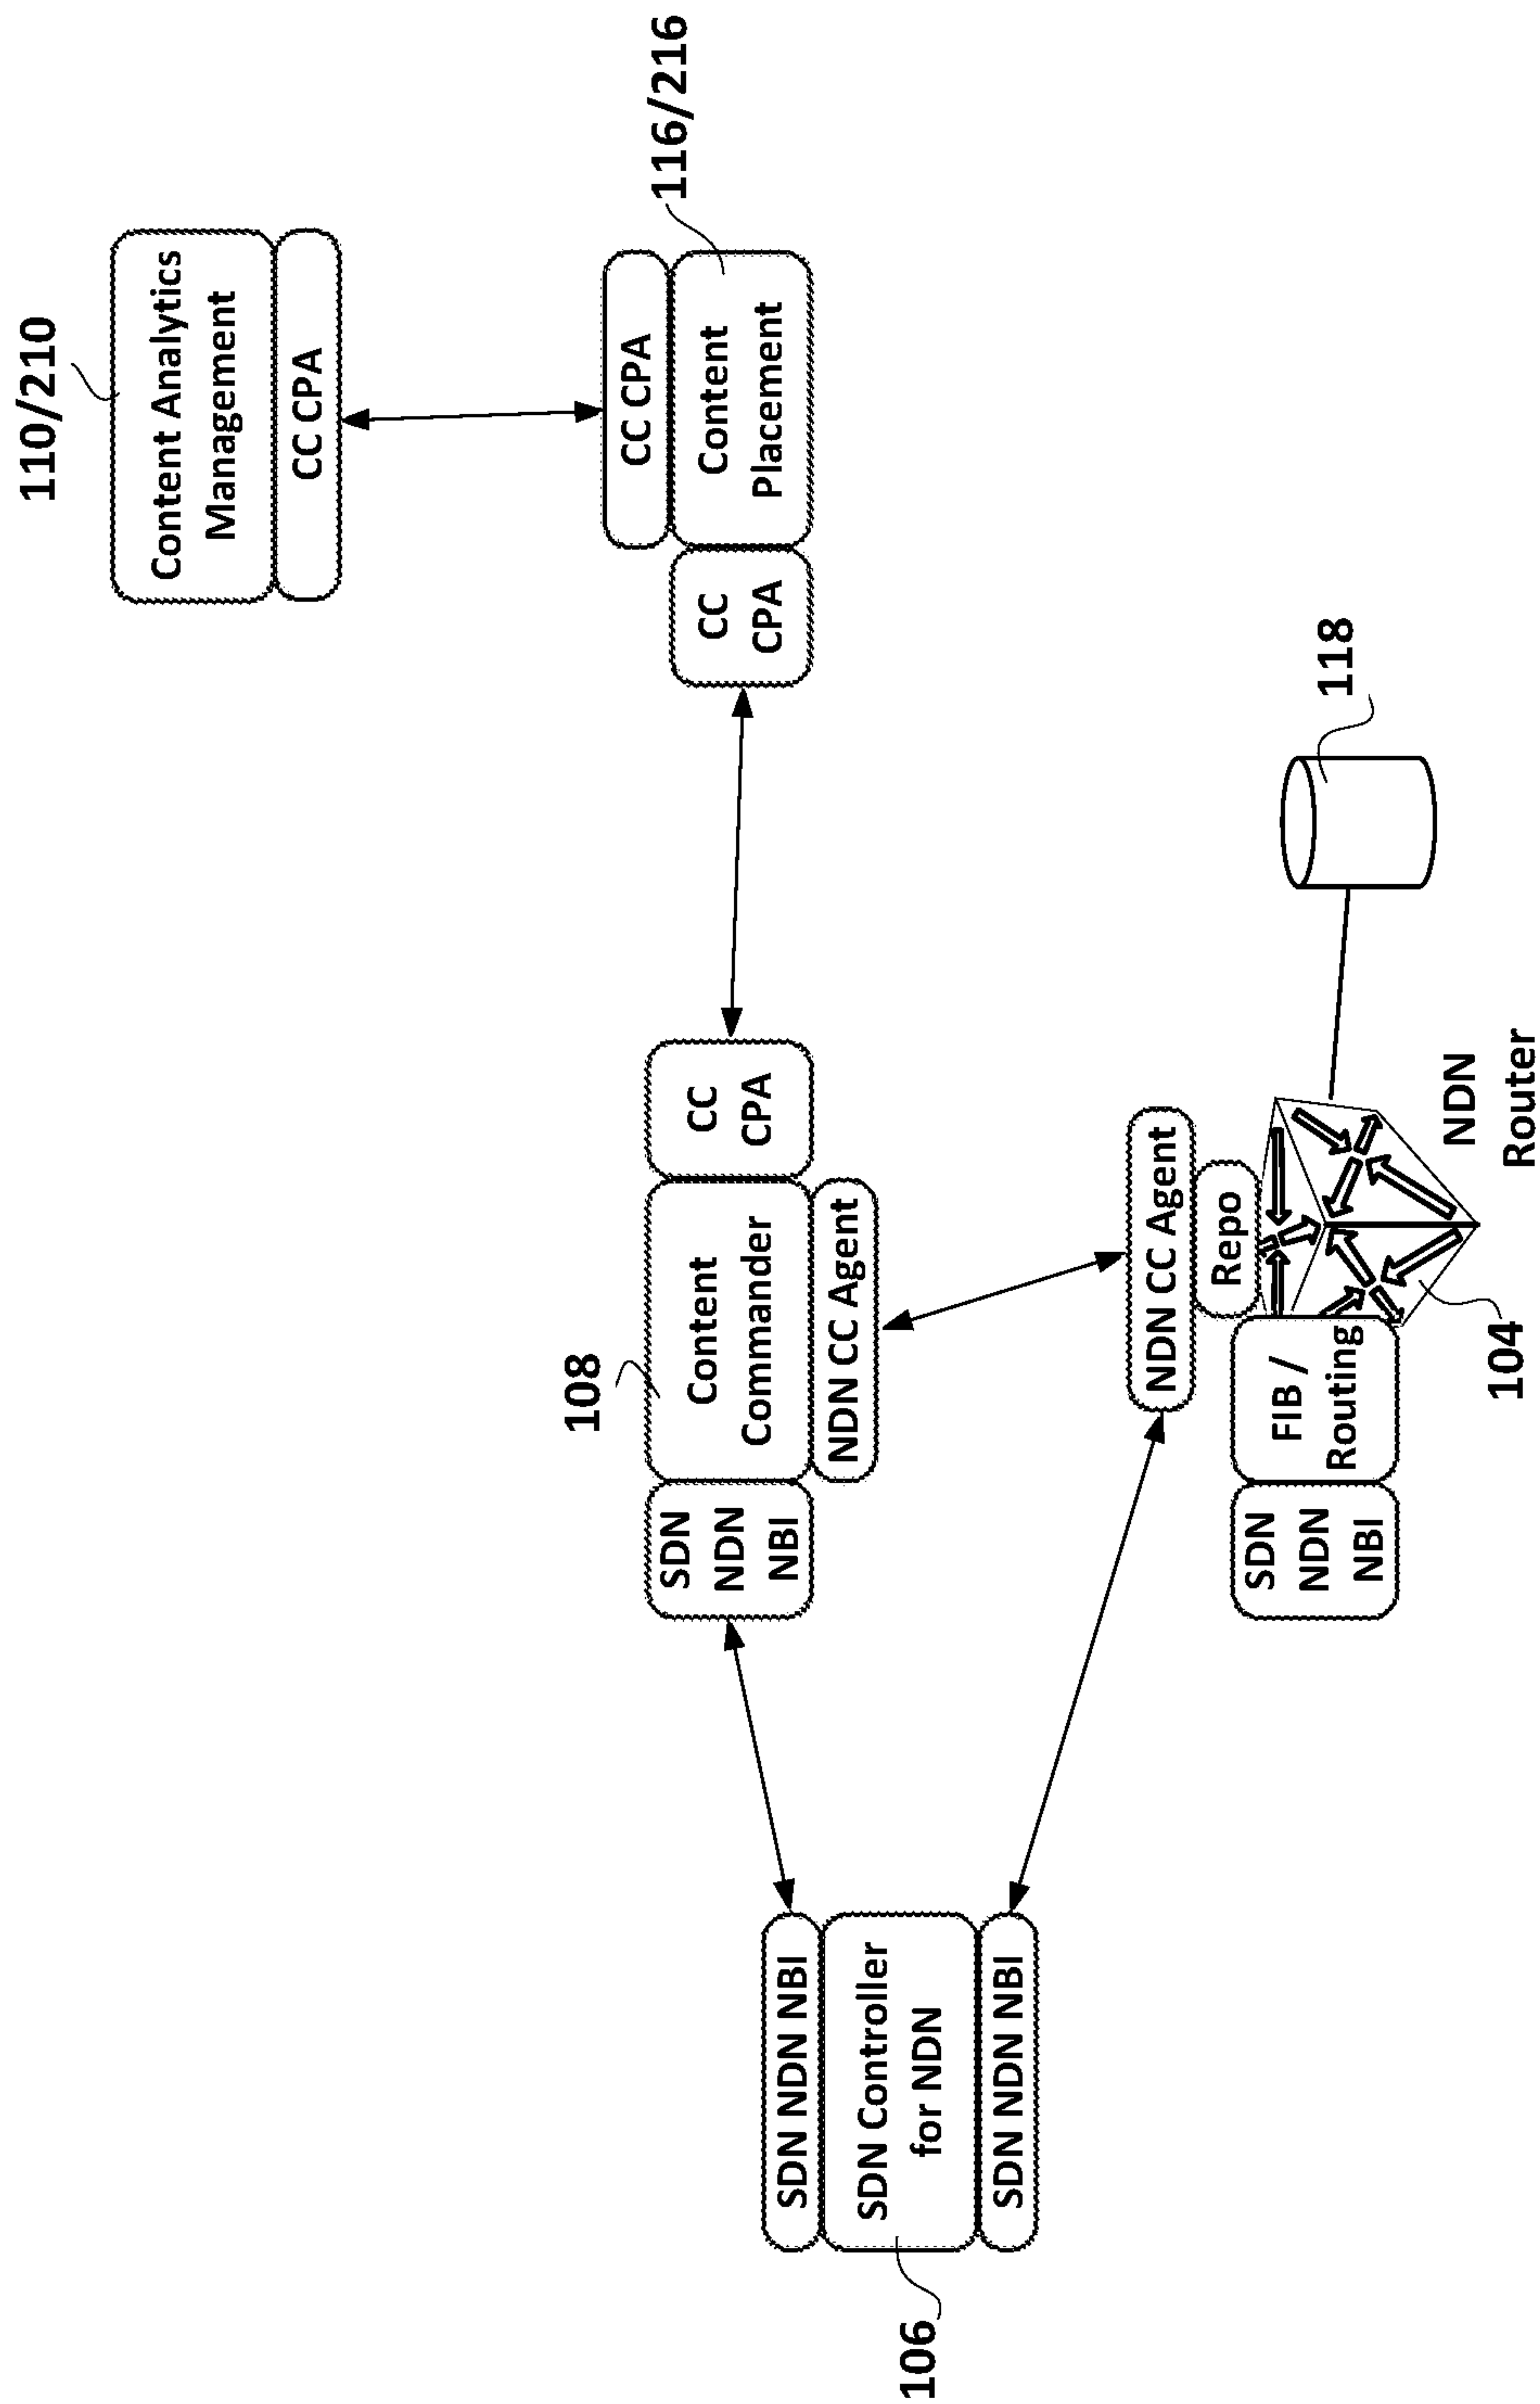 110/210
Content Analytics
Management
CC CPA
116/216
CC CPA
Content
Placement
CC
CPA
108
SDN
NDN
NBI
Content
Commander
CC
CPA
NDN CC Agent
SDN NDN NBI
SDN Controller
for NDN
SDN NDN NBI
106
NDN CC Agent
Repo
SDN
NDN
NBI
FIB /
Routing
118
104
NDN
Router